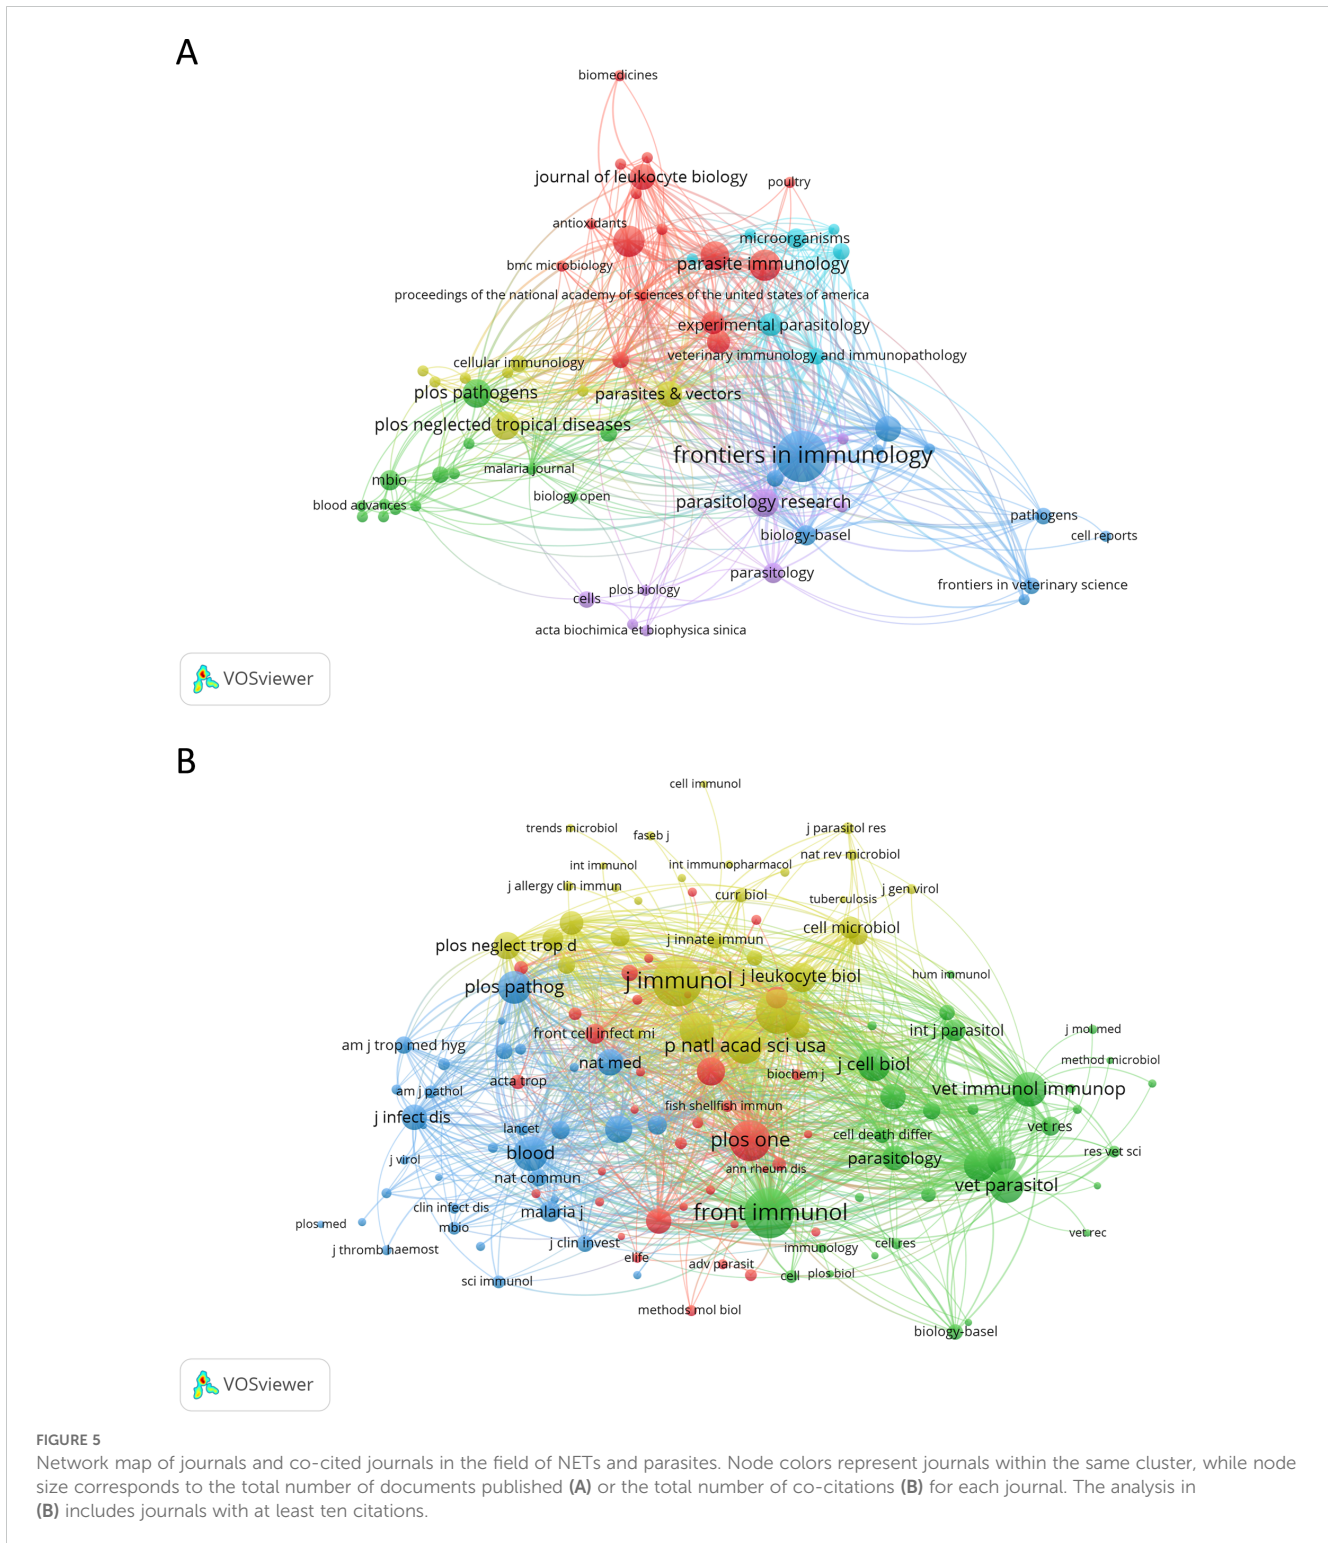 A
biomedicines
journal of leukocyte biology
poultry
antioxidants
microorganisms
bmc microbiology
parasite immunology
proceedings of the national academy of sciences of the united states of america
experimental parasitology
veterinary immunology and immunopathology
cellular immunology
plos pathogens
parasites & vectors
plos neglected tropical diseases
frontiers in immunology
malaria journal
mbio
biology open
parasitology research
blood advances
pathogens
biology-basel
cell reports
parasitology
frontiers in veterinary science
plos biology
cells
acta biochimica et biophysica sinica
VOSviewer
B
cell immunol
trends microbiol
faseb j
j parasitol res
nat rev microbiol
int immunol
int immunopharmacol
j allergy clin immun
curr biol
j gen virol
tuberculosis
cell microbiol
plos neglect trop d
j innate immun
hum immunol
j immunol
j leukocyte biol
plos pathog
front cell infect mi
int j parasitol
j mol med
am j trop med hyg
p natl acad sci usa
nat med
j cell biol
method microbiol
acta trop
biochem j
am j pathol
vet immunol immunop
fish shellfish immun
j infect dis
lancet
plos one
cell death differ
vet res
blood
j virol
ann rheum dis
parasitology
res vet sci
nat commun
vet parasitol
clin infect dis
malaria j
front immunol
plos med
mbio
vet rec
j thromb haemost
j clin invest
immunology
cell res
elife
adv parasit
cell
plos biol
sci immunol
methods mol biol
biology-basel
VOSviewer
FIGURE 5
Network map of journals and co-cited journals in the field of NETs and parasites. Node colors represent journals within the same cluster, while node
size corresponds to the total number of documents published (A) or the total number of co-citations (B) for each journal. The analysis in
(B) includes journals with at least ten citations.